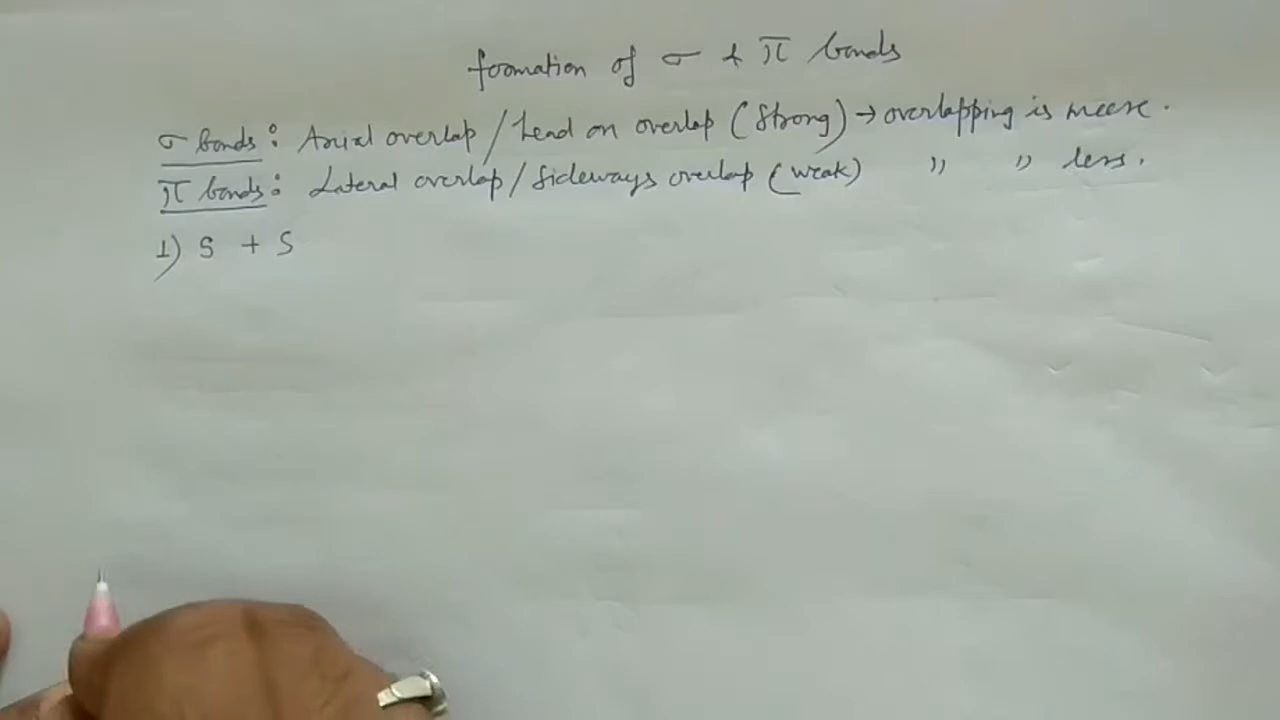 formation of σ & π bonds
σ bonds: Axial overlap / Head on overlap (Strong) → overlapping is more.
π bonds: Lateral overlap / Sideways overlap (weak) " " less.
1) S + S